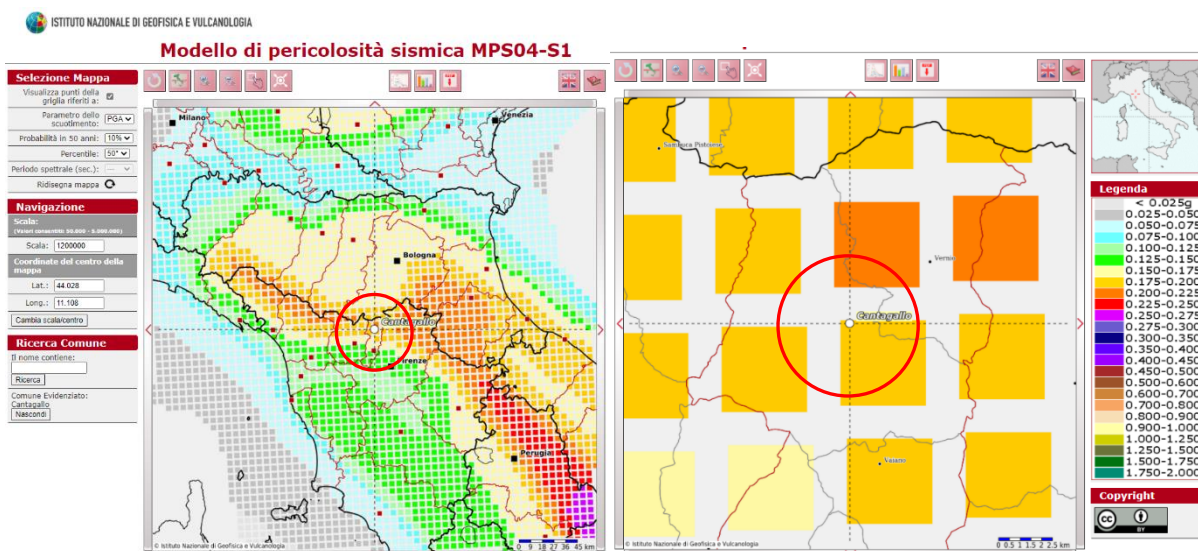 ISTITUTO NAZIONALE DI GEOFISICA E VULCANOLOGIA
Modello di pericolosità sismica MPS04-S1
Selezione Mappa
Visualizza punti della
griglia riferiti a:
Parametro dello
scuotimento: PGA
Probabilità in 50 anni: 10%
Percentile: 50°
Periodo spettrale (sec.): ---
Ridisegna mappa
Navigazione
Scala:
(Valori consentiti: 50.000 - 5.000.000)
Scala: 1200000
Coordinate del centro della
mappa
Lat.: 44.028
Long.: 11.108
Cambia scala/centro
Ricerca Comune
Il nome contiene:
Ricerca
Comune Evidenziato:
Cantagallo
Nascondi
Milano
Venezia
Bologna
Cantagallo
Firenze
Perugia
© Istituto Nazionale di Geofisica e Vulcanologia
0 9 18 27 36 45 km
Sambuca Pistoiese
Vernio
Cantagallo
Vaiano
© Istituto Nazionale di Geofisica e Vulcanologia
0 0.5 1 1.5 2 2.5 km
Legenda
< 0.025g
0.025-0.050
0.050-0.075
0.075-0.100
0.100-0.125
0.125-0.150
0.150-0.175
0.175-0.200
0.200-0.225
0.225-0.250
0.250-0.275
0.275-0.300
0.300-0.350
0.350-0.400
0.400-0.450
0.450-0.500
0.500-0.600
0.600-0.700
0.700-0.800
0.800-0.900
0.900-1.000
1.000-1.250
1.250-1.500
1.500-1.750
1.750-2.000
Copyright
cc
BY